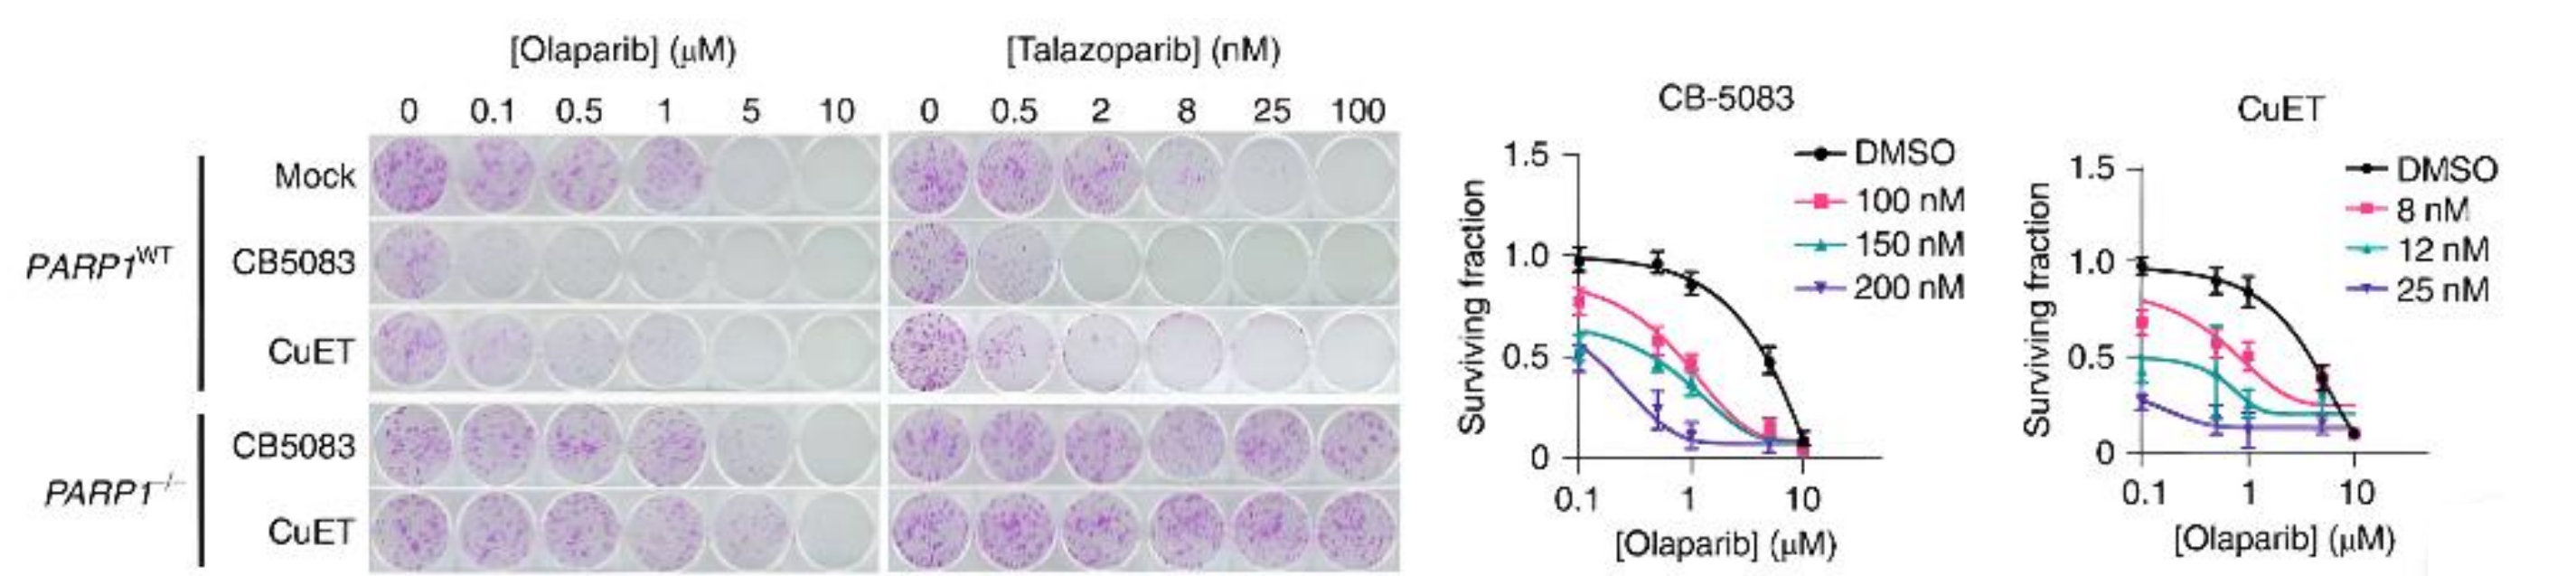 [Olaparib] (μM)
0 0.1 0.5 1 5 10
[Talazoparib] (nM)
0 0.5 2 8 25 100
PARP1WT
Mock
CB5083
CuET
PARP1−/−
CB5083
CuET
CB-5083
DMSO
100 nM
150 nM
200 nM
Surviving fraction
1.5
1.0
0.5
0
0.1 1 10
[Olaparib] (μM)
CuET
DMSO
8 nM
12 nM
25 nM
Surviving fraction
1.5
1.0
0.5
0
0.1 1 10
[Olaparib] (μM)